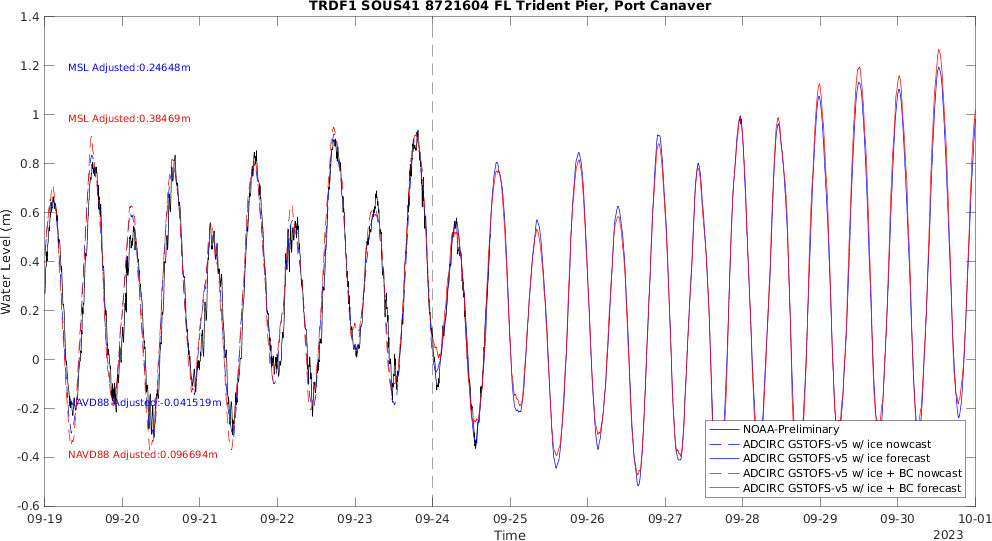 TRDF1 SOUS41 8721604 FL Trident Pier, Port Canaver
1.4
1.2
1
0.8
0.6
0.4
0.2
0
-0.2
-0.4
-0.6
Water Level (m)
MSL Adjusted:0.24648m
MSL Adjusted:0.38469m
NAVD88 Adjusted:-0.041519m
NAVD88 Adjusted:0.096694m
NOAA-Preliminary
ADCIRC GSTOFS-v5 w/ ice nowcast
ADCIRC GSTOFS-v5 w/ ice forecast
ADCIRC GSTOFS-v5 w/ ice + BC nowcast
ADCIRC GSTOFS-v5 w/ ice + BC forecast
09-19 09-20 09-21 09-22 09-23 09-24 09-25 09-26 09-27 09-28 09-29 09-30 10-01
Time
2023